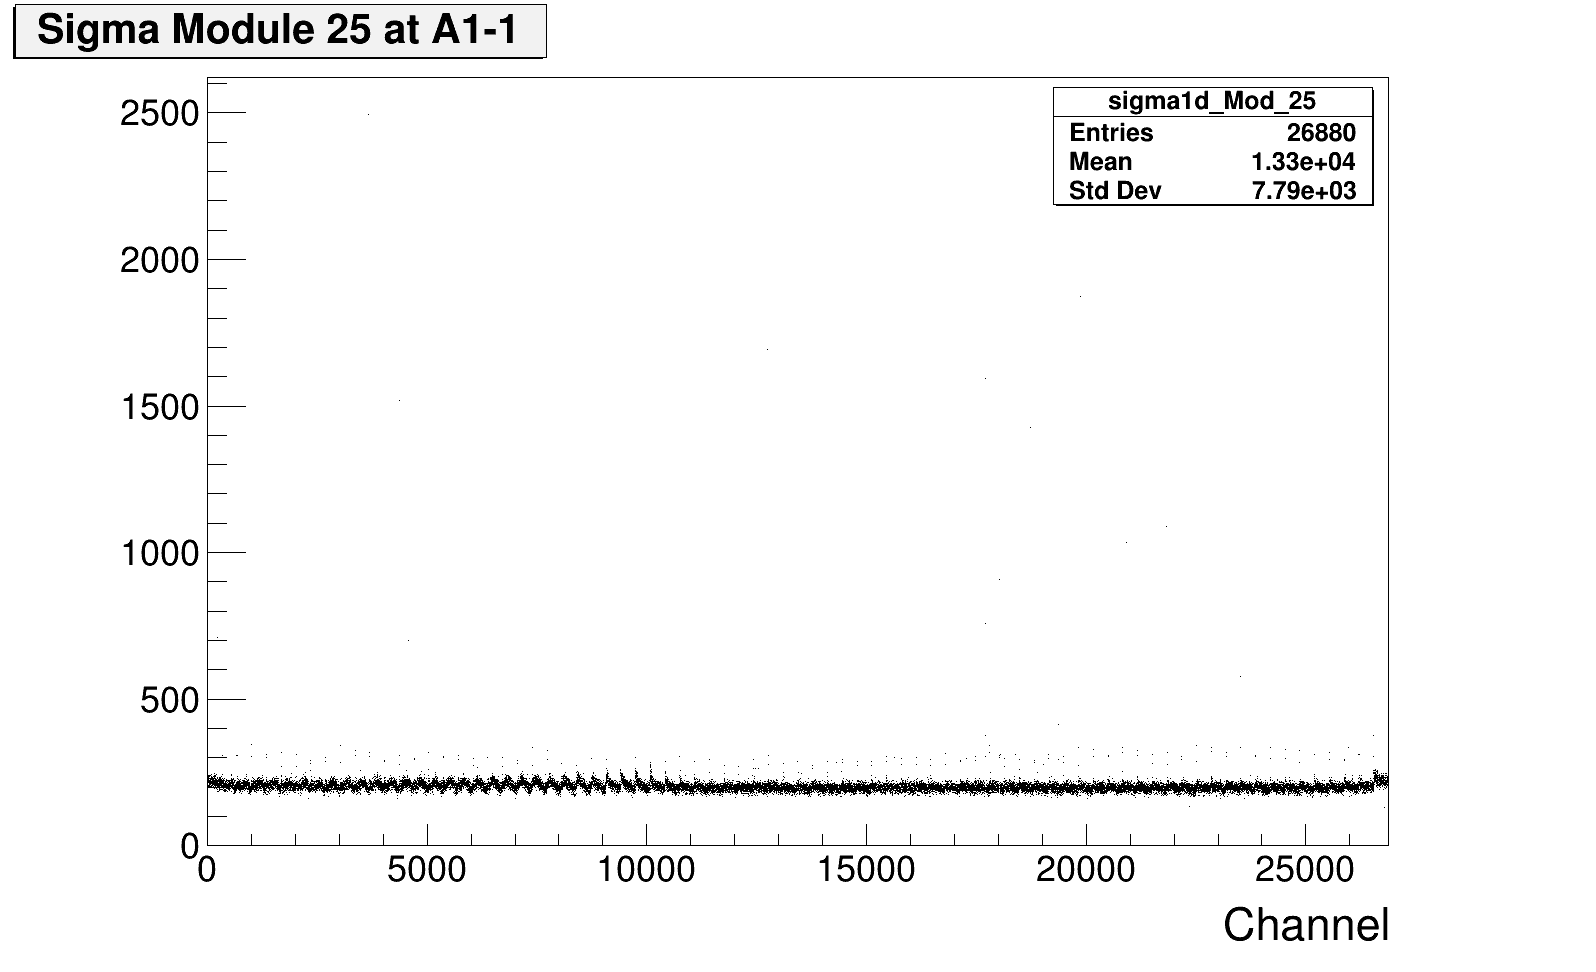 Sigma Module 25 at A1-1
sigma1d_Mod_25
Entries 26880
Mean 1.33e+04
Std Dev 7.79e+03
2500
2000
1500
1000
500
0
0 5000 10000 15000 20000 25000
Channel